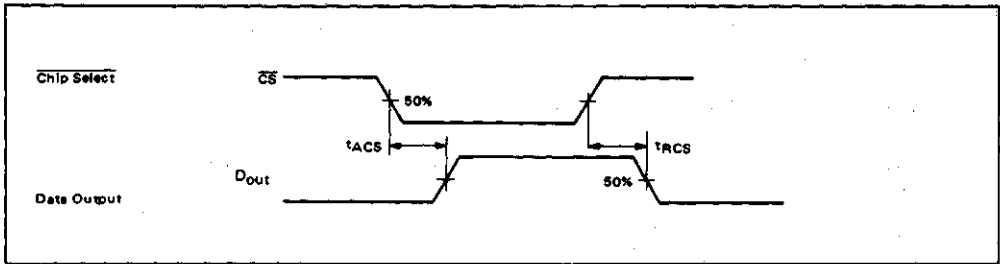 Chip Select CS
50%
tACS tRCS
Dout
50%
Data Output